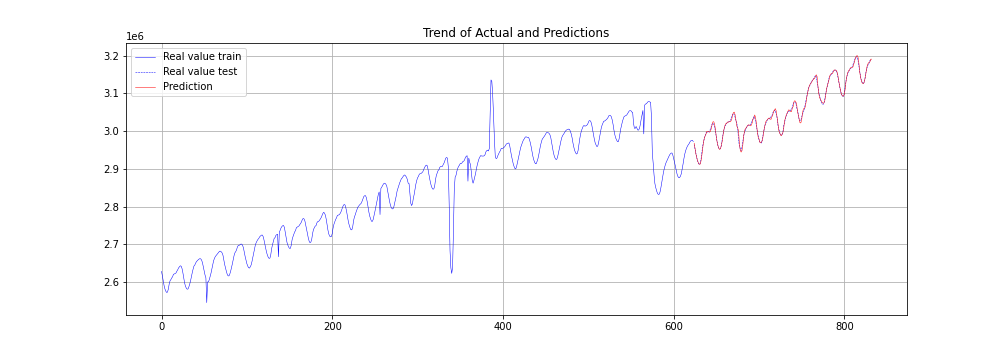 Trend of Actual and Predictions
1e6
Real value train
Real value test
Prediction
3.2
3.1
3.0
2.9
2.8
2.7
2.6
0 200 400 600 800